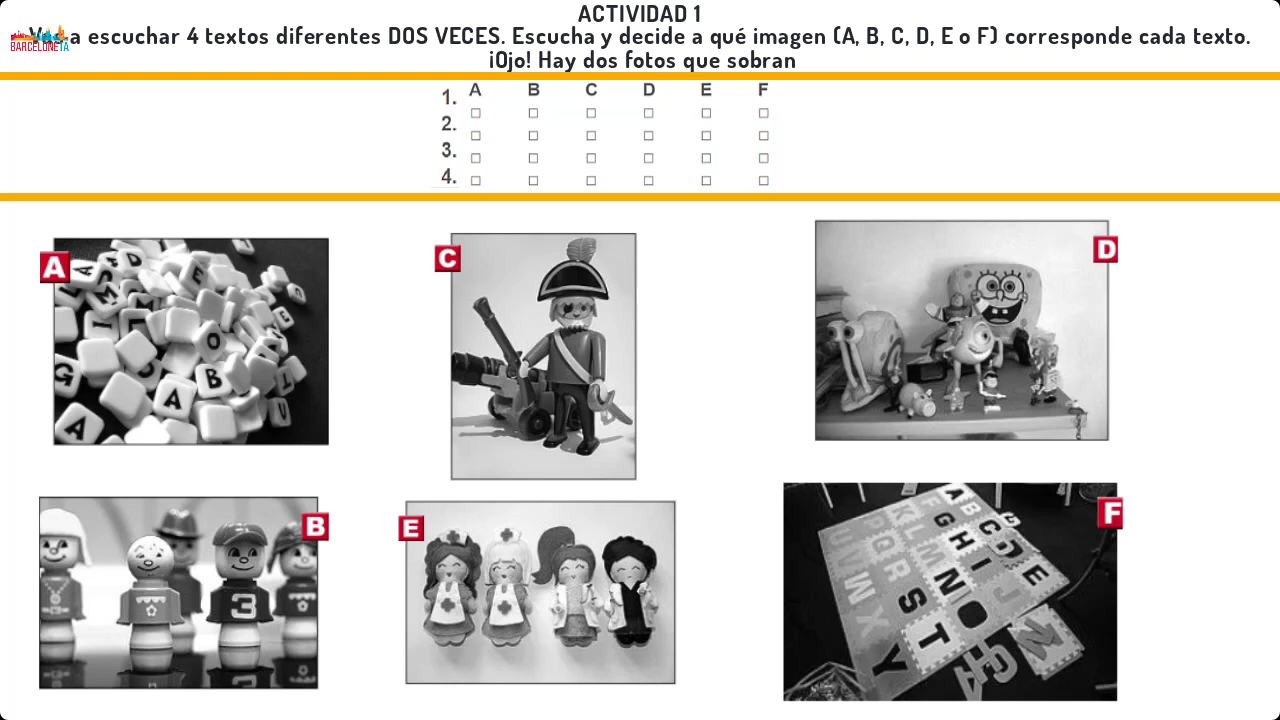 ACTIVIDAD 1
a escuchar 4 textos diferentes DOS VECES. Escucha y decide a qué imagen (A, B, C, D, E o F) corresponde cada texto.
¡Ojo! Hay dos fotos que sobran
BARCELONETA
A B C D E F
1.
2.
3.
4.
A
C
D
B
E
F